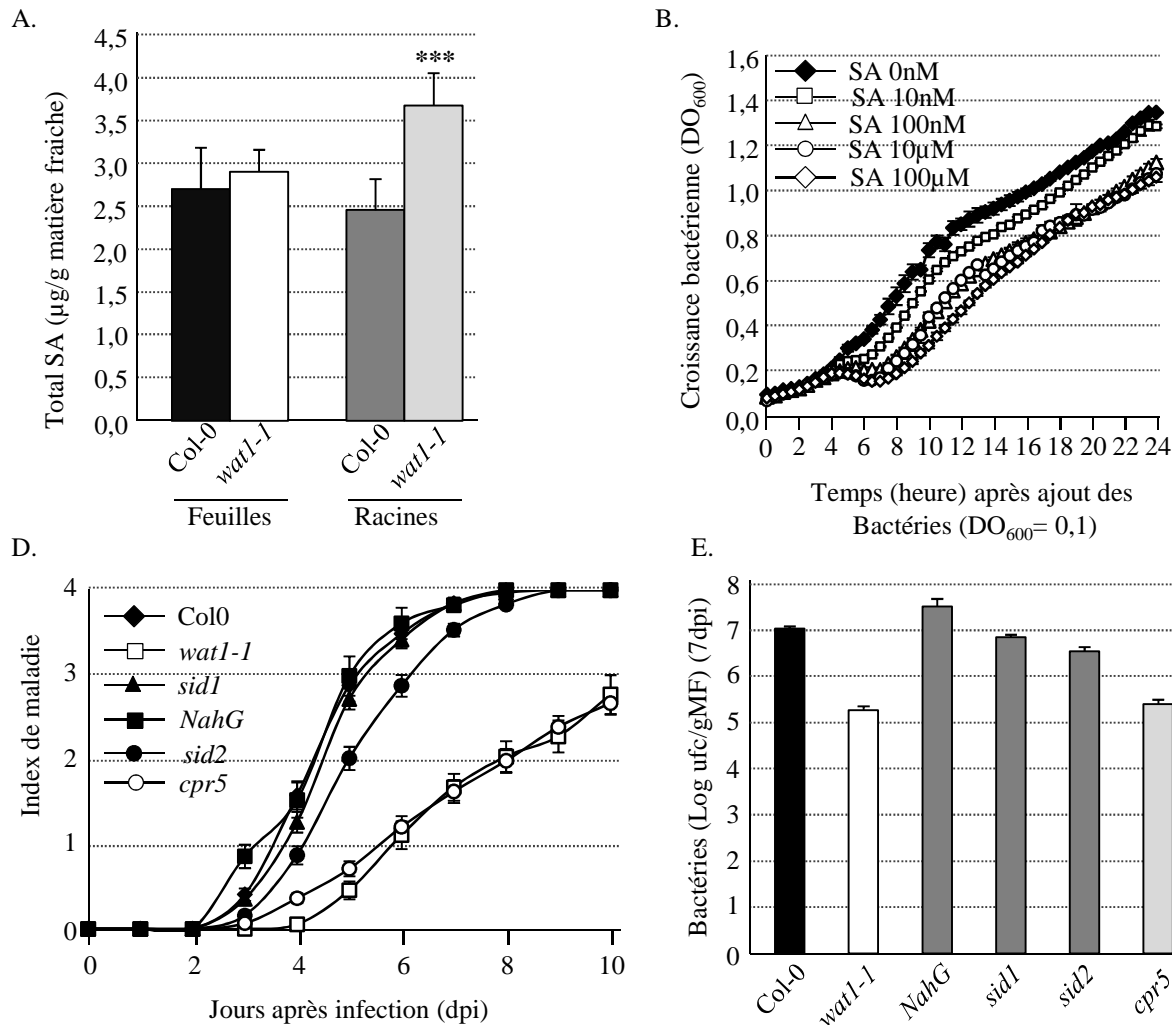 A.
Total SA (µg/g matière fraiche)
4,5
4,0
3,5
3,0
2,5
2,0
1,5
1,0
0,5
0,0
***
Col-0
wat1-1
Col-0
wat1-1
Feuilles
Racines
B.
Croissance bactérienne (DO600)
1,6
1,4
1,2
1,0
0,8
0,6
0,4
0,2
0,0
SA 0nM
SA 10nM
SA 100nM
SA 10µM
SA 100µM
0 2 4 6 8 10 12 14 16 18 20 22 24
Temps (heure) après ajout des
Bactéries (DO600= 0,1)
D.
Index de maladie
4
3
2
1
0
Col0
wat1-1
sid1
NahG
sid2
cpr5
0 2 4 6 8 10
Jours après infection (dpi)
E.
Bactéries (Log ufc/gMF) (7dpi)
8
7
6
5
4
3
2
1
0
Col-0
wat1-1
NahG
sid1
sid2
cpr5